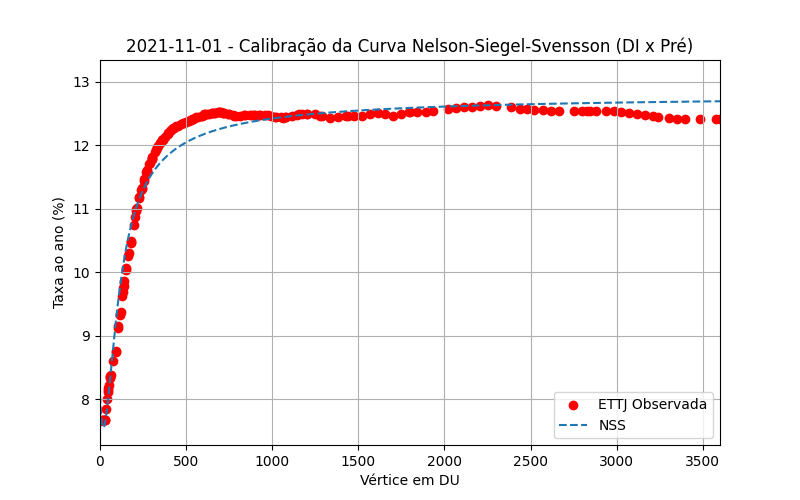 2021-11-01 - Calibração da Curva Nelson-Siegel-Svensson (DI x Pré)
Taxa ao ano (%)
13
12
11
10
9
8
ETTJ Observada
NSS
0 500 1000 1500 2000 2500 3000 3500
Vértice em DU